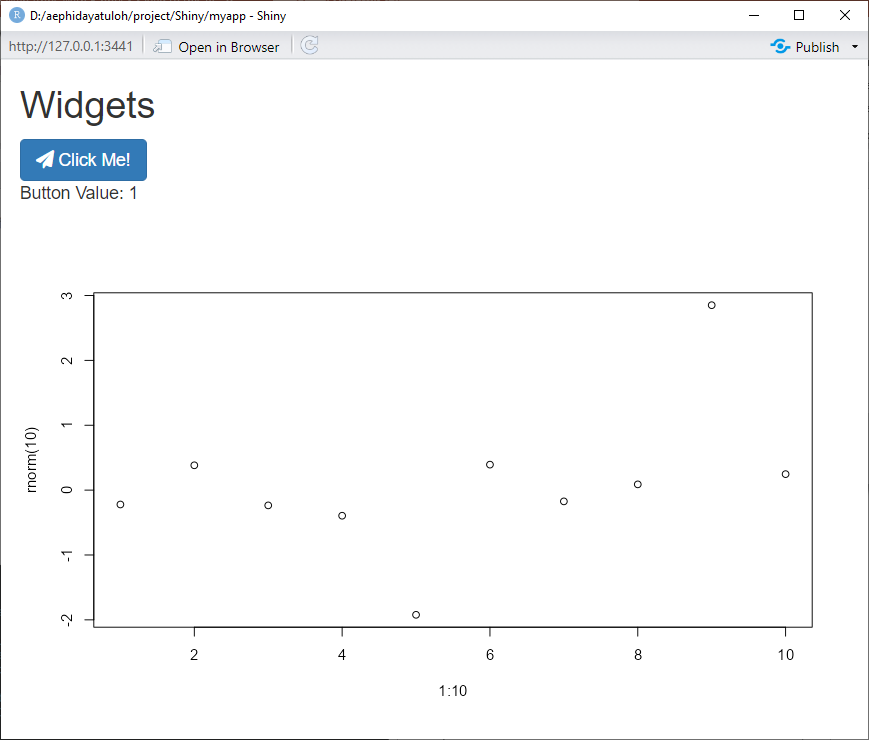 D:/aephidayatuloh/project/Shiny/myapp - Shiny
http://127.0.0.1:3441 Open in Browser Publish
Widgets
Click Me!
Button Value: 1
3
2
1
0
-1
-2
rnorm(10)
2 4 6 8 10
1:10